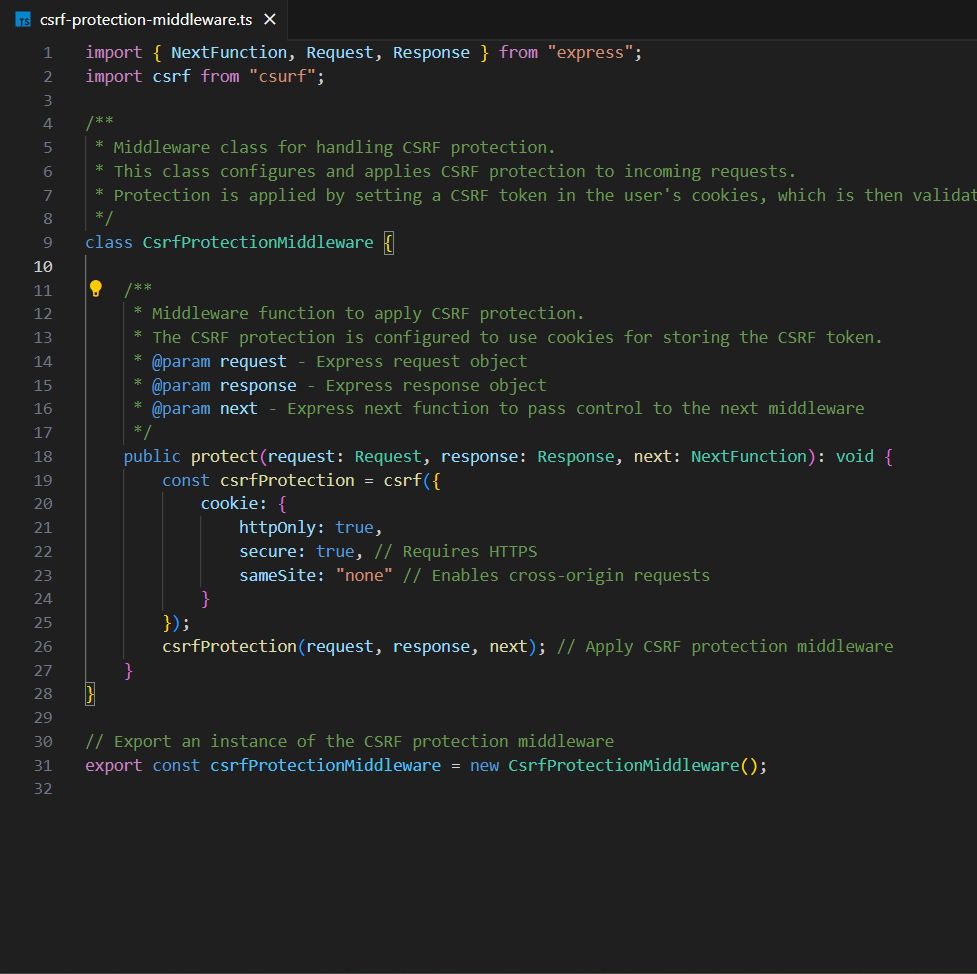 TS csrf-protection-middleware.ts ×
1 import { NextFunction, Request, Response } from "express";
2 import csrf from "csurf";
3
4 /**
5  * Middleware class for handling CSRF protection.
6  * This class configures and applies CSRF protection to incoming requests.
7  * Protection is applied by setting a CSRF token in the user's cookies, which is then validat
8  */
9 class CsrfProtectionMiddleware {
10
11     /**
12      * Middleware function to apply CSRF protection.
13      * The CSRF protection is configured to use cookies for storing the CSRF token.
14      * @param request - Express request object
15      * @param response - Express response object
16      * @param next - Express next function to pass control to the next middleware
17      */
18     public protect(request: Request, response: Response, next: NextFunction): void {
19         const csrfProtection = csrf({
20             cookie: {
21                 httpOnly: true,
22                 secure: true, // Requires HTTPS
23                 sameSite: "none" // Enables cross-origin requests
24             }
25         });
26         csrfProtection(request, response, next); // Apply CSRF protection middleware
27     }
28 }
29
30 // Export an instance of the CSRF protection middleware
31 export const csrfProtectionMiddleware = new CsrfProtectionMiddleware();
32